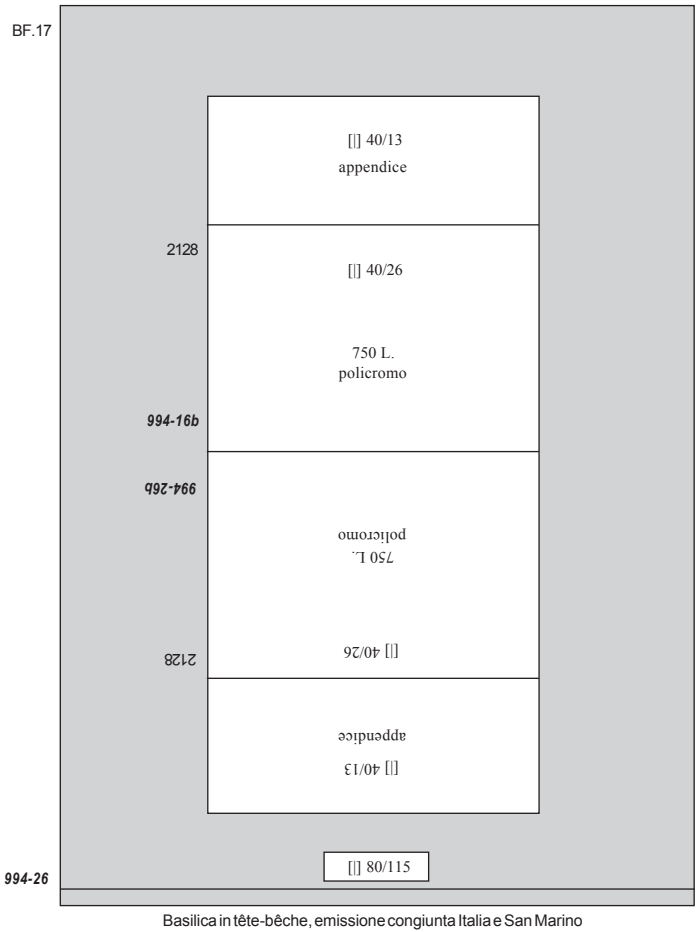 BF.17
[|] 40/13
appendice
2128
[|] 40/26
750 L.
policromo
994-16b
994-26b
750 L.
policromo
2128
[|] 40/26
appendice
[|] 40/13
[|] 80/115
994-26
Basilica in tête-bêche, emissione congiunta Italia e San Marino